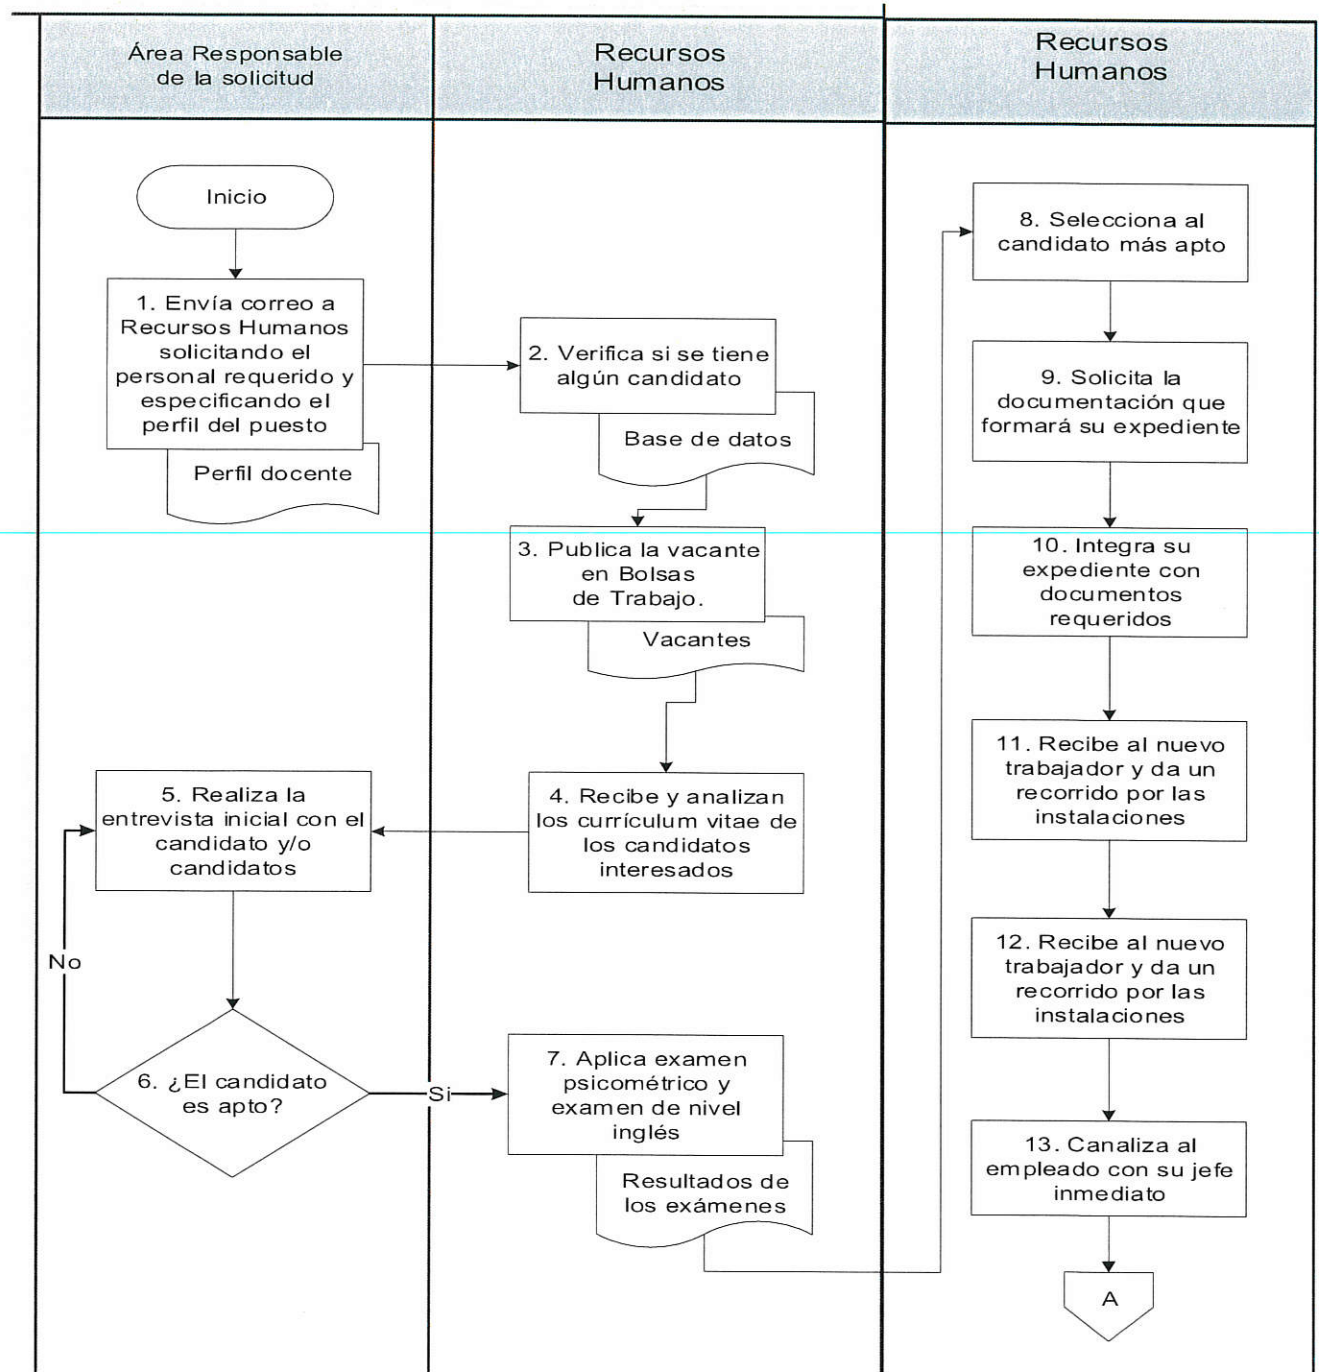 Área Responsable
de la solicitud
Recursos
Humanos
Recursos
Humanos
Inicio
1. Envía correo a
Recursos Humanos
solicitando el
personal requerido y
especificando el
perfil del puesto
Perfil docente
2. Verifica si se tiene
algún candidato
Base de datos
3. Publica la vacante
en Bolsas
de Trabajo.
Vacantes
4. Recibe y analizan
los currículum vitae de
los candidatos
interesados
5. Realiza la
entrevista inicial con el
candidato y/o
candidatos
No
6. ¿El candidato
es apto?
Si
7. Aplica examen
psicométrico y
examen de nivel
inglés
Resultados de
los exámenes
8. Selecciona al
candidato más apto
9. Solicita la
documentación que
formará su expediente
10. Integra su
expediente con
documentos
requeridos
11. Recibe al nuevo
trabajador y da un
recorrido por las
instalaciones
12. Recibe al nuevo
trabajador y da un
recorrido por las
instalaciones
13. Canaliza al
empleado con su jefe
inmediato
A